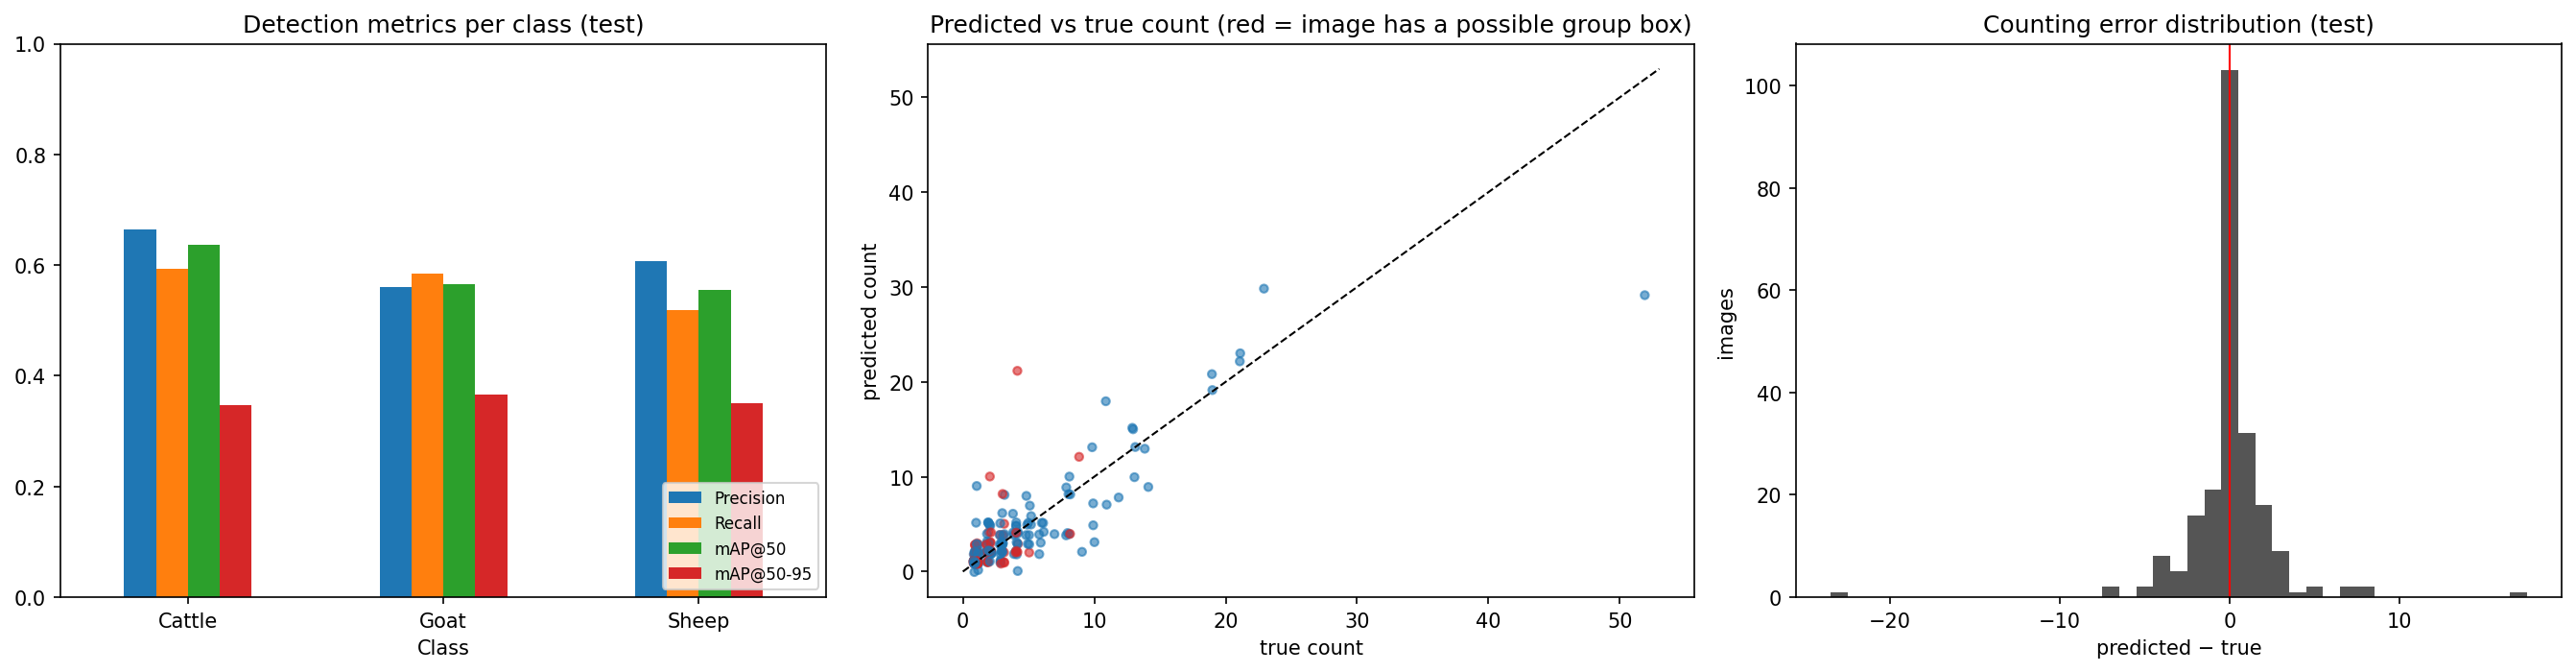 Detection metrics per class (test)
1.0
0.8
0.6
0.4
0.2
0.0
Cattle
Goat
Sheep
Class
Precision
Recall
mAP@50
mAP@50-95
Predicted vs true count (red = image has a possible group box)
predicted count
50
40
30
20
10
0
0
10
20
30
40
50
true count
Counting error distribution (test)
images
100
80
60
40
20
0
−20
−10
0
10
predicted − true